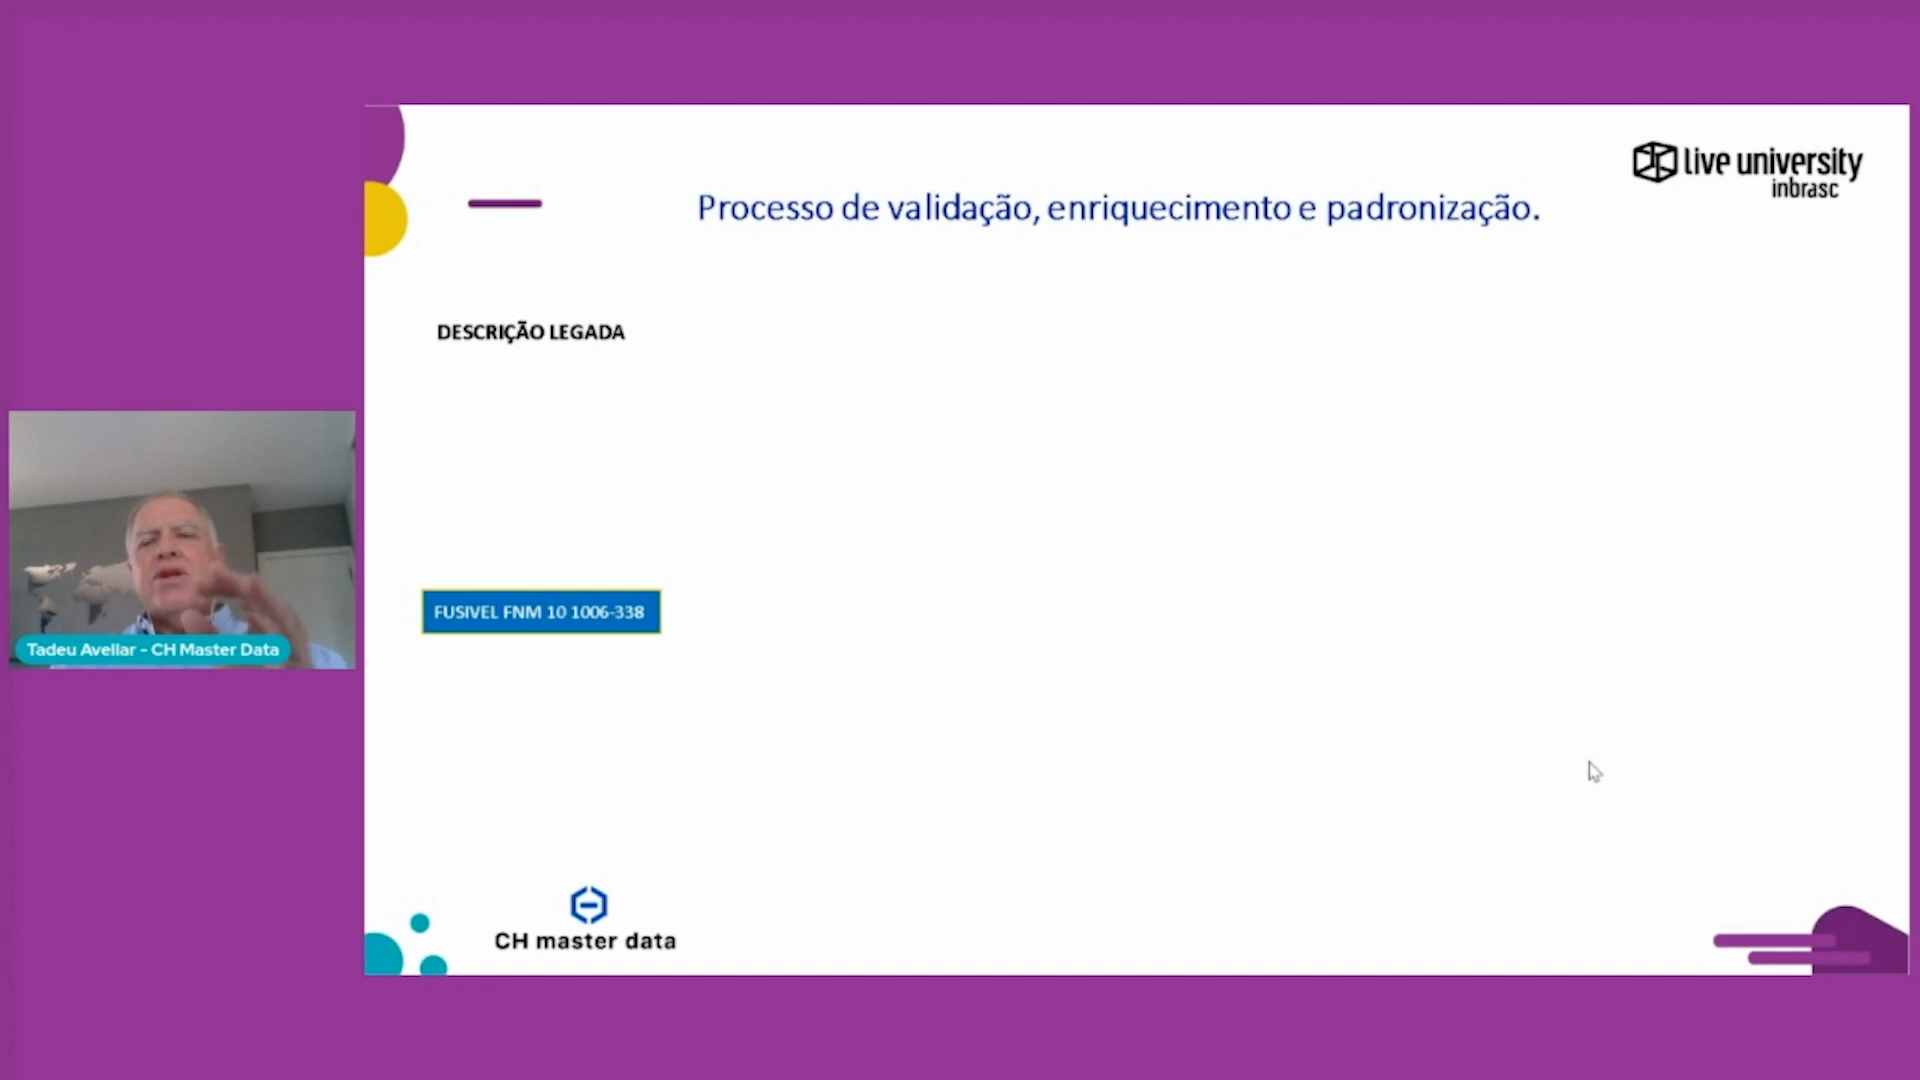 live university
inbrasc
Processo de validação, enriquecimento e padronização.
DESCRIÇÃO LEGADA
FUSIVEL FNM 10 1006-338
Tadeu Avellar - CH Master Data
CH master data